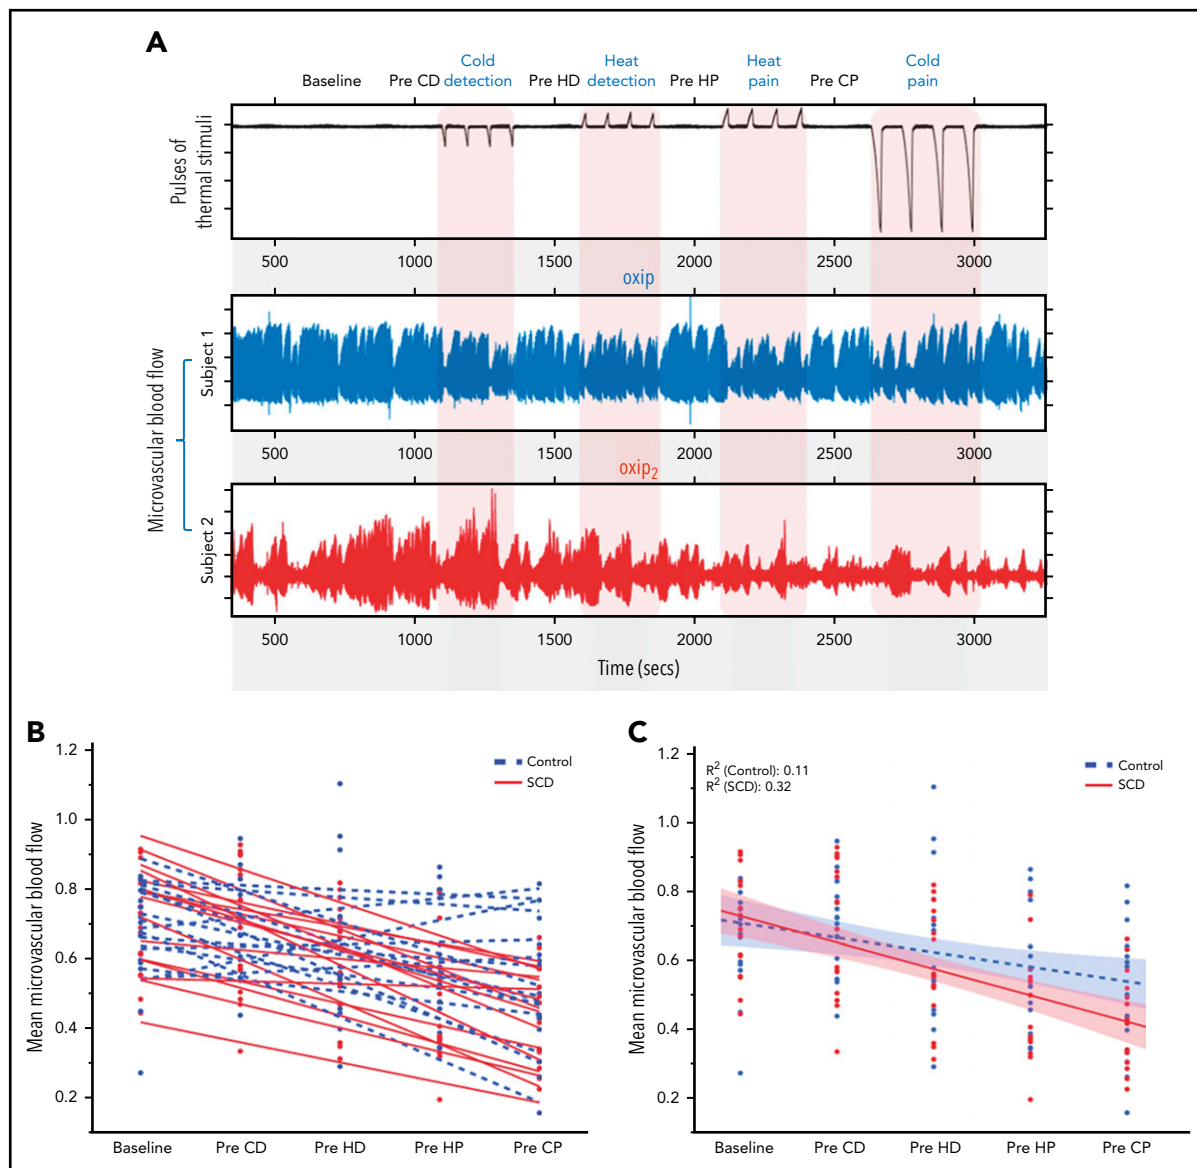 A
Cold
Heat
Heat
Cold
Baseline
Pre CD
detection
Pre HD
detection
Pre HP
pain
Pre CP
pain
Pulses of
thermal stimuli
500
1000
1500
2000
2500
3000
oxip
Microvascular blood flow
Subject 1
500
1000
1500
2000
2500
3000
oxip₂
Subject 2
500
1000
1500
2000
2500
3000
Time (secs)
B
Mean microvascular blood flow
1.2
1.0
0.8
0.6
0.4
0.2
Control
SCD
Baseline
Pre CD
Pre HD
Pre HP
Pre CP
C
Mean microvascular blood flow
1.2
1.0
0.8
0.6
0.4
0.2
R² (Control): 0.11
R² (SCD): 0.32
Control
SCD
Baseline
Pre CD
Pre HD
Pre HP
Pre CP